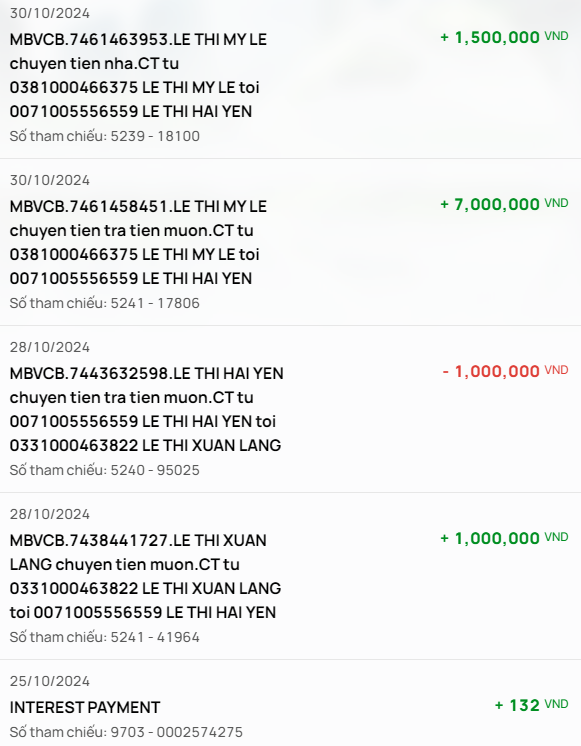 30/10/2024
MBVCB.7461463953.LE THI MY LE + 1,500,000 VND
chuyen tien nha.CT tu
0381000466375 LE THI MY LE toi
0071005556559 LE THI HAI YEN
Số tham chiếu: 5239 - 18100
30/10/2024
MBVCB.7461458451.LE THI MY LE + 7,000,000 VND
chuyen tien tra tien muon.CT tu
0381000466375 LE THI MY LE toi
0071005556559 LE THI HAI YEN
Số tham chiếu: 5241 - 17806
28/10/2024
MBVCB.7443632598.LE THI HAI YEN - 1,000,000 VND
chuyen tien tra tien muon.CT tu
0071005556559 LE THI HAI YEN toi
0331000463822 LE THI XUAN LANG
Số tham chiếu: 5240 - 95025
28/10/2024
MBVCB.7438441727.LE THI XUAN + 1,000,000 VND
LANG chuyen tien muon.CT tu
0331000463822 LE THI XUAN LANG
toi 0071005556559 LE THI HAI YEN
Số tham chiếu: 5241 - 41964
25/10/2024
INTEREST PAYMENT + 132 VND
Số tham chiếu: 9703 - 0002574275